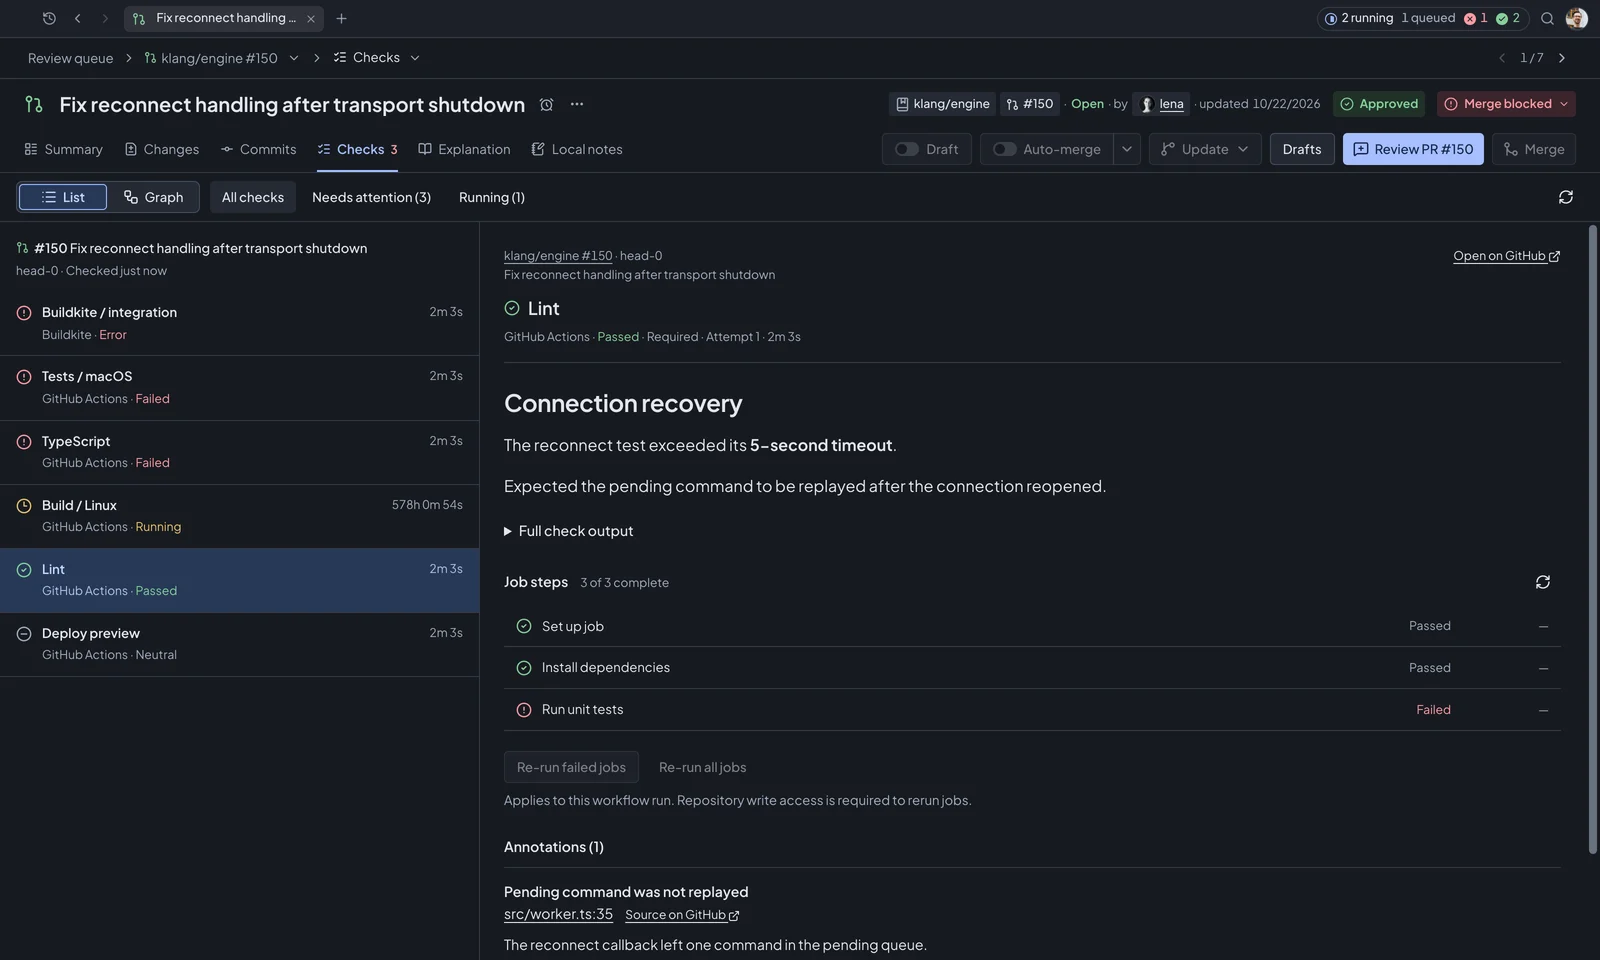 Fix reconnect handling ...
2 running 1 queued 1 2
Review queue klang/engine #150 Checks 1/7
Fix reconnect handling after transport shutdown
klang/engine #150 · Open · by lena · updated 10/22/2026 Approved Merge blocked
Summary Changes Commits Checks 3 Explanation Local notes
Draft Auto-merge Update Drafts Review PR #150 Merge
List Graph All checks Needs attention (3) Running (1)
#150 Fix reconnect handling after transport shutdown
head-0 · Checked just now
Buildkite / integration 2m 3s
Buildkite · Error
Tests / macOS 2m 3s
GitHub Actions · Failed
TypeScript 2m 3s
GitHub Actions · Failed
Build / Linux 578h 0m 54s
GitHub Actions · Running
Lint 2m 3s
GitHub Actions · Passed
Deploy preview 2m 3s
GitHub Actions · Neutral
klang/engine #150 · head-0 Open on GitHub
Fix reconnect handling after transport shutdown
Lint
GitHub Actions · Passed · Required · Attempt 1 · 2m 3s
Connection recovery
The reconnect test exceeded its 5-second timeout.
Expected the pending command to be replayed after the connection reopened.
Full check output
Job steps 3 of 3 complete
Set up job Passed —
Install dependencies Passed —
Run unit tests Failed —
Re-run failed jobs Re-run all jobs
Applies to this workflow run. Repository write access is required to rerun jobs.
Annotations (1)
Pending command was not replayed
src/worker.ts:35 Source on GitHub
The reconnect callback left one command in the pending queue.